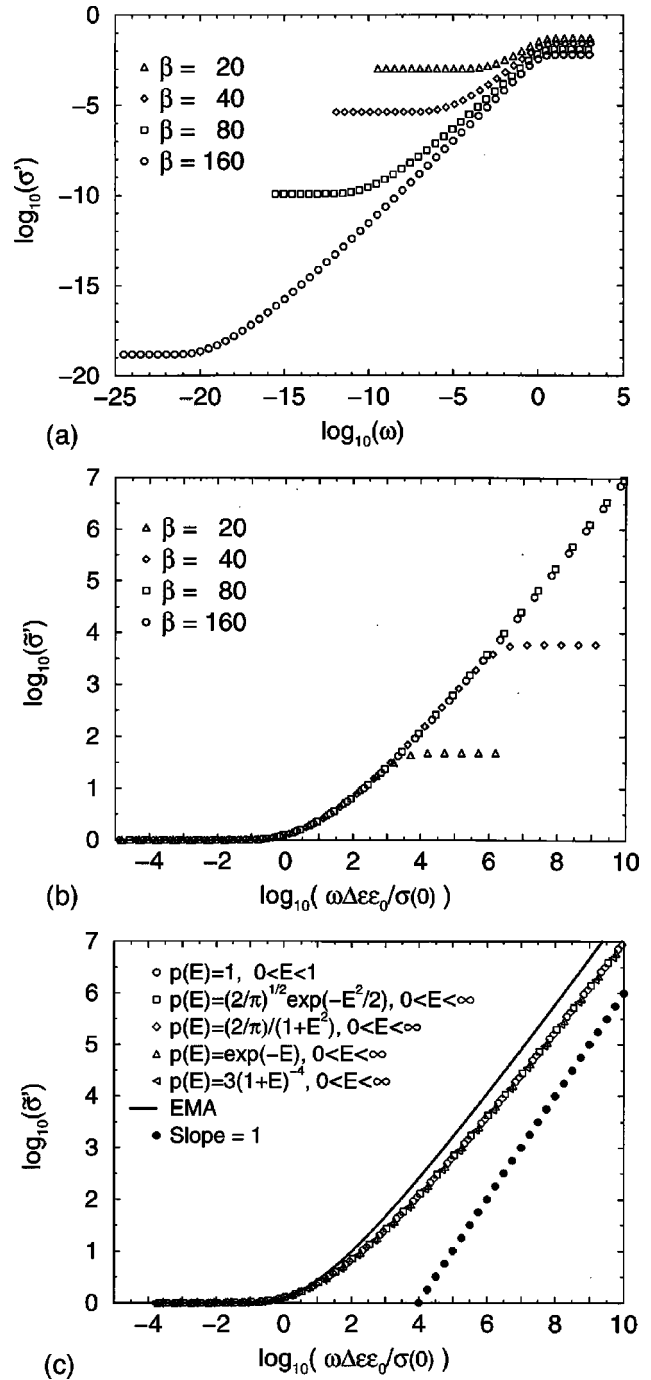 0
−5
−10
−15
−20
log₁₀(σ')
β = 20
β = 40
β = 80
β = 160
−25 −20 −15 −10 −5 0 5
(a) log₁₀(ω)
7
6
5
4
3
2
1
0
log₁₀(σ̃')
β = 20
β = 40
β = 80
β = 160
−4 −2 0 2 4 6 8 10
(b) log₁₀( ωΔεε₀/σ(0) )
7
6
5
4
3
2
1
0
log₁₀(σ̃')
p(E)=1, 0<E<1
p(E)=(2/π)^1/2 exp(−E²/2), 0<E<∞
p(E)=(2/π)/(1+E²), 0<E<∞
p(E)=exp(−E), 0<E<∞
p(E)=3(1+E)⁻⁴, 0<E<∞
EMA
Slope = 1
−4 −2 0 2 4 6 8 10
(c) log₁₀( ωΔεε₀/σ(0) )